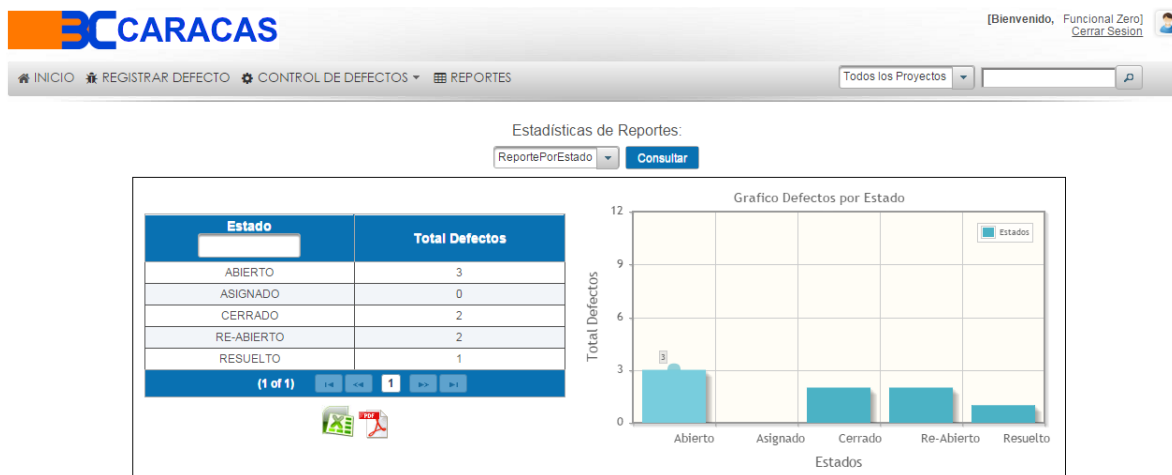 BC CARACAS
[Bienvenido, Funcional Zero]
Cerrar Sesion
INICIO REGISTRAR DEFECTO CONTROL DE DEFECTOS REPORTES
Todos los Proyectos
Estadísticas de Reportes:
ReportePorEstado Consultar
Estado Total Defectos
ABIERTO 3
ASIGNADO 0
CERRADO 2
RE-ABIERTO 2
RESUELTO 1
(1 of 1) 1
PDF
Grafico Defectos por Estado
Estados
12
9
6
3
0
Total Defectos
3
Abierto Asignado Cerrado Re-Abierto Resuelto
Estados